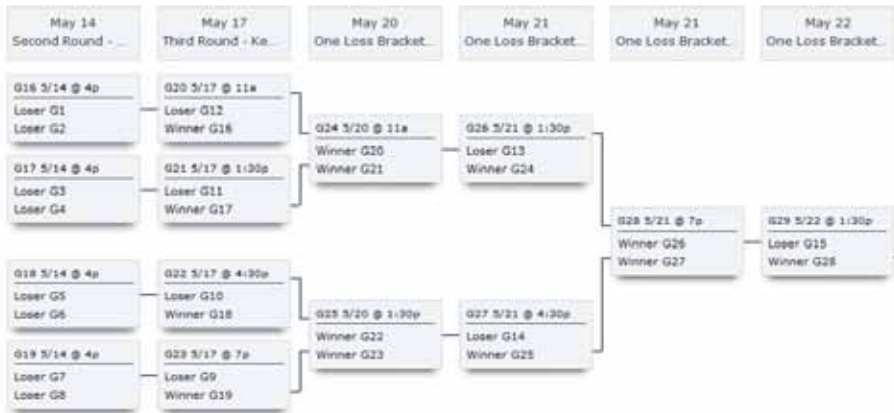 May 14
Second Round - ...
May 17
Third Round - Ke...
May 20
One Loss Bracket...
May 21
One Loss Bracket...
May 21
One Loss Bracket...
May 22
One Loss Bracket...
G16 5/14 @ 4p
Loser G1
Loser G2
G17 5/14 @ 4p
Loser G3
Loser G4
G18 5/14 @ 4p
Loser G5
Loser G6
G19 5/14 @ 4p
Loser G7
Loser G8
G20 5/17 @ 11a
Loser G12
Winner G16
G21 5/17 @ 1:30p
Loser G11
Winner G17
G22 5/17 @ 4:30p
Loser G10
Winner G18
G23 5/17 @ 7p
Loser G9
Winner G19
G24 5/20 @ 11a
Winner G20
Winner G21
G25 5/20 @ 1:30p
Winner G22
Winner G23
G26 5/21 @ 1:30p
Loser G13
Winner G24
G27 5/21 @ 4:30p
Loser G14
Winner G25
G28 5/21 @ 7p
Winner G26
Winner G27
G29 5/22 @ 1:30p
Loser G15
Winner G28